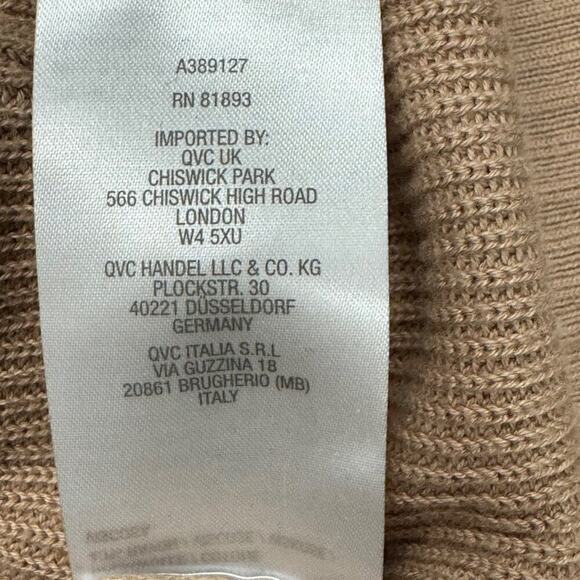 A389127
RN 81893
IMPORTED BY:
QVC UK
CHISWICK PARK
566 CHISWICK HIGH ROAD
LONDON
W4 5XU
QVC HANDEL LLC & CO. KG
PLOCKSTR. 30
40221 DÜSSELDORF
GERMANY
QVC ITALIA S.R.L
VIA GUZZINA 18
20861 BRUGHERIO (MB)
ITALY